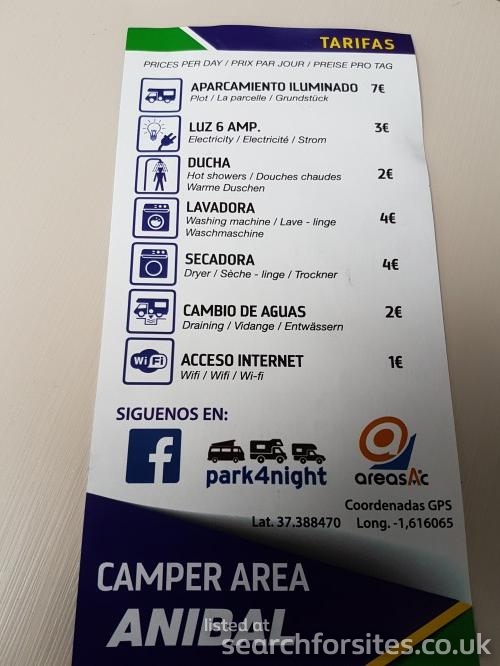 TARIFAS
PRICES PER DAY / PRIX PAR JOUR / PREISE PRO TAG
APARCAMIENTO ILUMINADO 7€
Plot / La parcelle / Grundstück
LUZ 6 AMP. 3€
Electricity / Electricité / Strom
DUCHA
Hot showers / Douches chaudes 2€
Warme Duschen
LAVADORA
Washing machine / Lave - linge 4€
Waschmaschine
SECADORA 4€
Dryer / Sèche - linge / Trockner
CAMBIO DE AGUAS 2€
Draining / Vidange / Entwässern
WiFi
ACCESO INTERNET 1€
Wifi / Wifi / Wi-fi
SIGUENOS EN:
f
park4night
areasAc
Coordenadas GPS
Lat. 37.388470 Long. -1,616065
CAMPER AREA
ANIBAL
listed at
searchforsites.co.uk